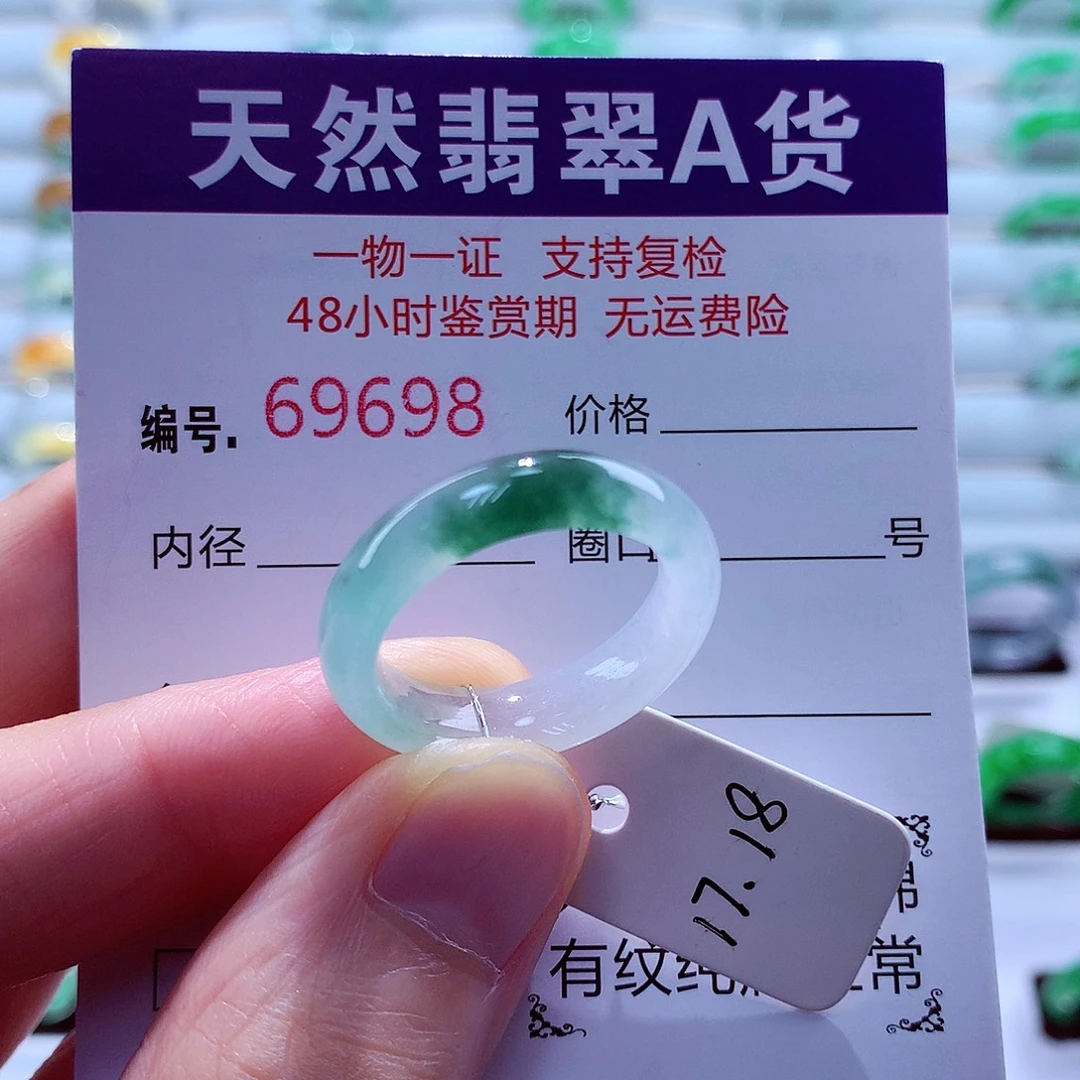 天然翡翠A货
一物一证 支持复检
48小时鉴赏期 无运费险
编号. 69698 价格
内径 圈口 号
17.18
常
有纹 常